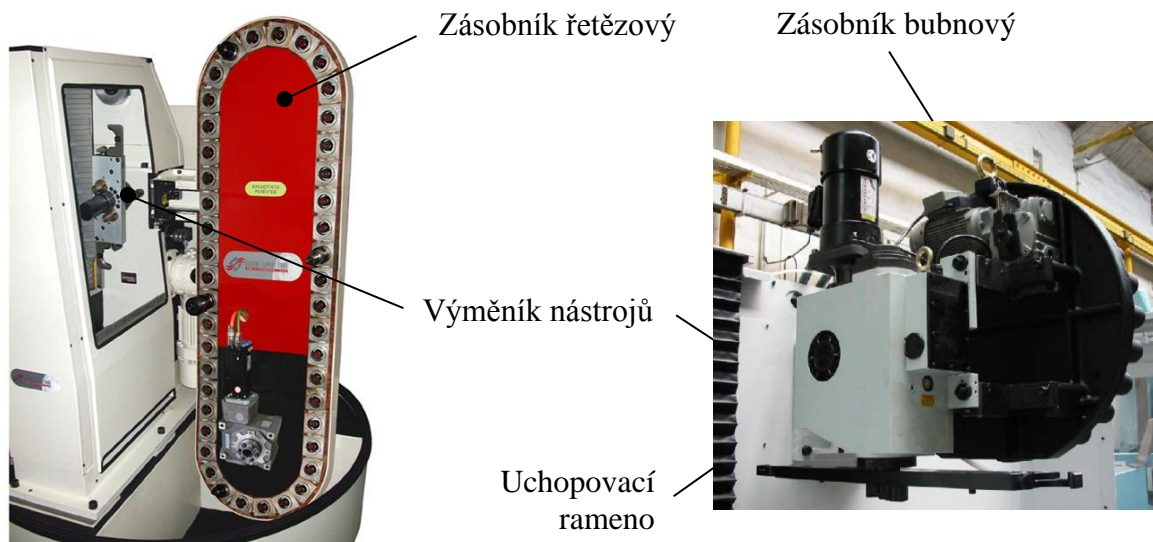 Zásobník řetězový
Zásobník bubnový
Výměník nástrojů
Uchopovací
rameno